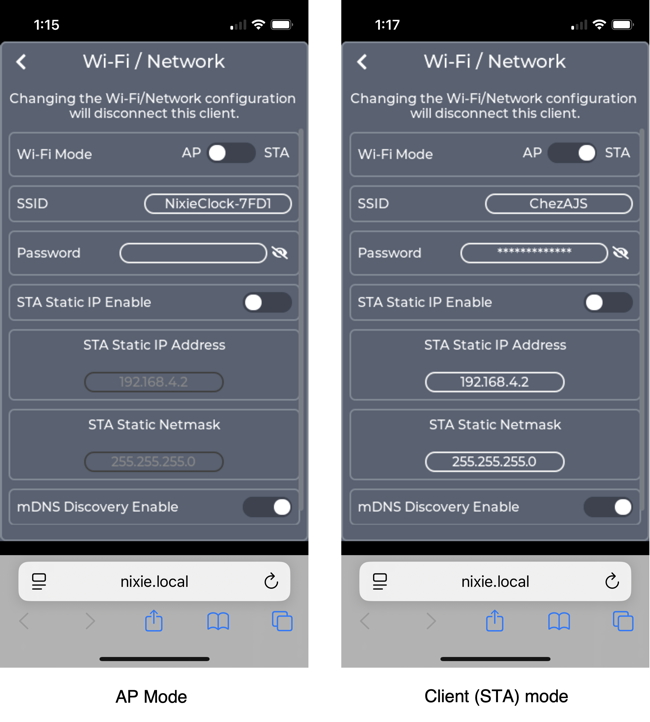 1:15
Wi-Fi / Network
Changing the Wi-Fi/Network configuration
will disconnect this client.
Wi-Fi Mode AP STA
SSID NixieClock-7FD1
Password
STA Static IP Enable
STA Static IP Address
192.168.4.2
STA Static Netmask
255.255.255.0
mDNS Discovery Enable
nixie.local
AP Mode
1:17
Wi-Fi / Network
Changing the Wi-Fi/Network configuration
will disconnect this client.
Wi-Fi Mode AP STA
SSID ChezAJS
Password *************
STA Static IP Enable
STA Static IP Address
192.168.4.2
STA Static Netmask
255.255.255.0
mDNS Discovery Enable
nixie.local
Client (STA) mode